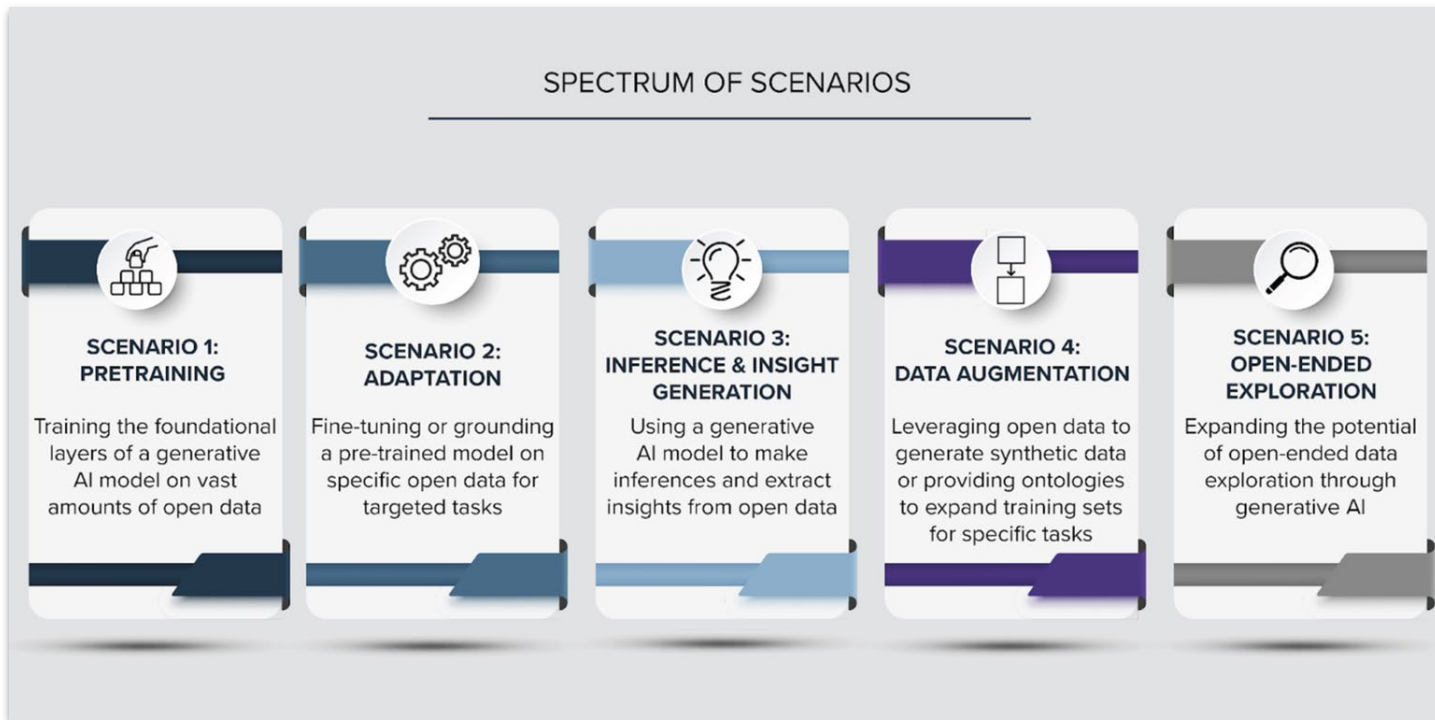 SPECTRUM OF SCENARIOS
SCENARIO 1:
PRETRAINING
Training the foundational
layers of a generative
AI model on vast
amounts of open data
SCENARIO 2:
ADAPTATION
Fine-tuning or grounding
a pre-trained model on
specific open data for
targeted tasks
SCENARIO 3:
INFERENCE & INSIGHT
GENERATION
Using a generative
AI model to make
inferences and extract
insights from open data
SCENARIO 4:
DATA AUGMENTATION
Leveraging open data to
generate synthetic data
or providing ontologies
to expand training sets
for specific tasks
SCENARIO 5:
OPEN-ENDED
EXPLORATION
Expanding the potential
of open-ended data
exploration through
generative AI